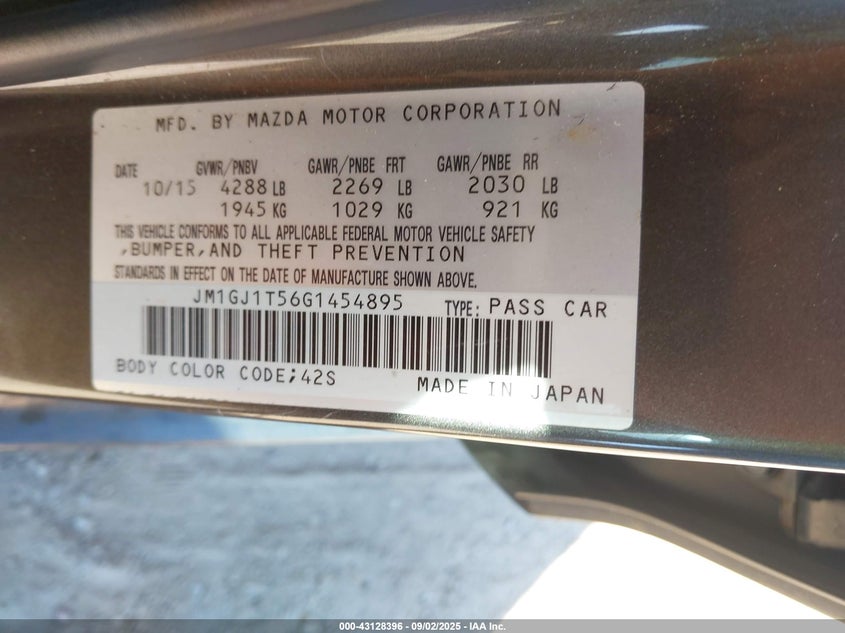 MFD. BY MAZDA MOTOR CORPORATION
DATE GVWR/PNBV GAWR/PNBE FRT GAWR/PNBE RR
10/15 4288 LB 2269 LB 2030 LB
1945 KG 1029 KG 921 KG
THIS VEHICLE CONFORMS TO ALL APPLICABLE FEDERAL MOTOR VEHICLE SAFETY
,BUMPER,AND THEFT PREVENTION
STANDARDS IN EFFECT ON THE DATE OF MANUFACTURE SHOWN ABOVE.
JM1GJ1T56G1454895 TYPE: PASS CAR
BODY COLOR CODE;42S MADE IN JAPAN
000-43128396 - 09/02/2025 - IAA Inc.